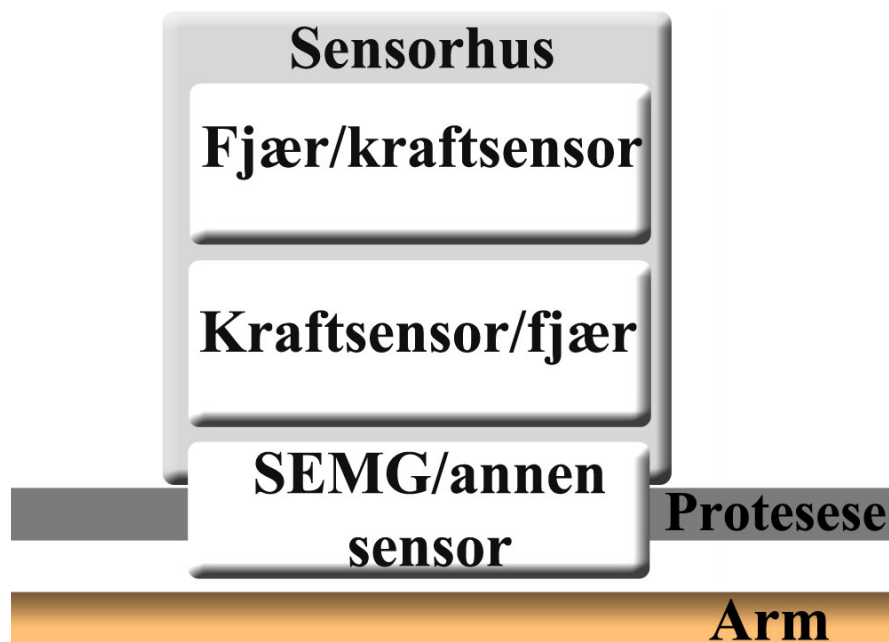 Sensorhus
Fjær/kraftsensor
Kraftsensor/fjær
SEMG/annen
sensor
Protesese
Arm